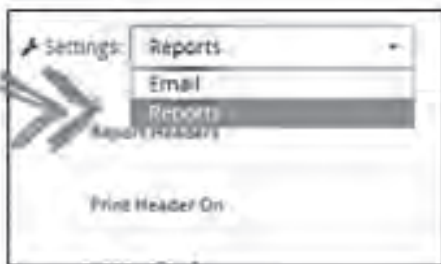 Settings: Reports
Email
Reports
Report Headers
Print Header On